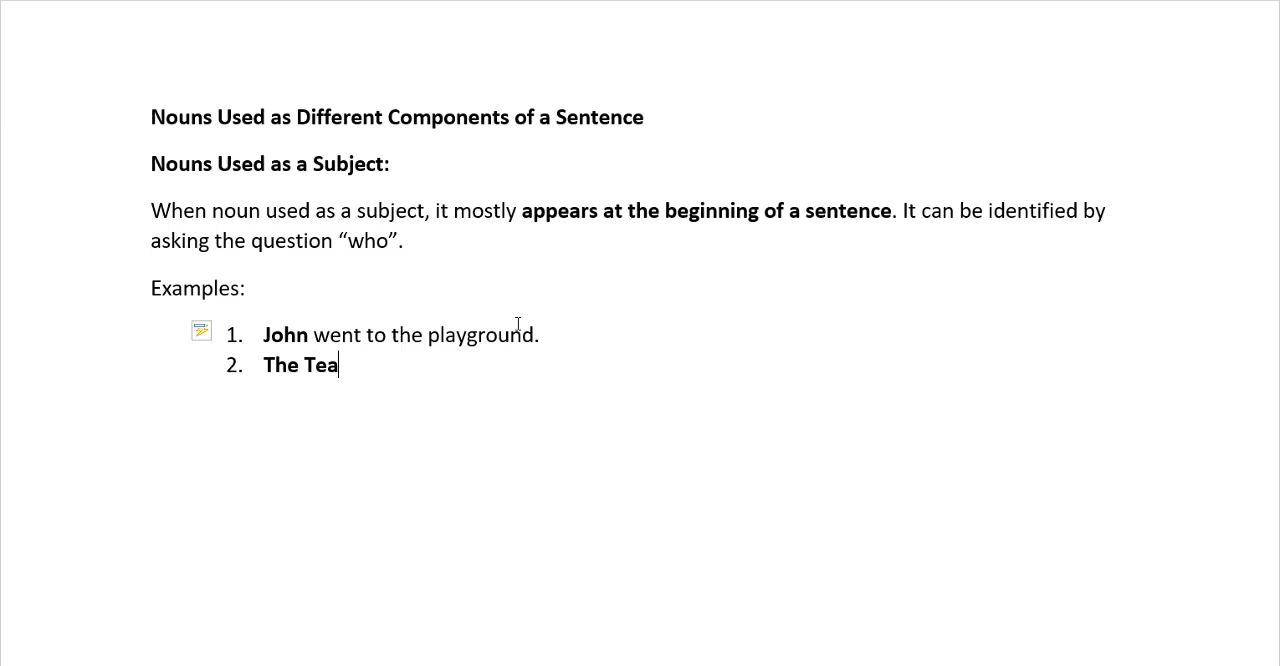 Nouns Used as Different Components of a Sentence
Nouns Used as a Subject:
When noun used as a subject, it mostly appears at the beginning of a sentence. It can be identified by
asking the question “who”.
Examples:
1. John went to the playground.
2. The Tea